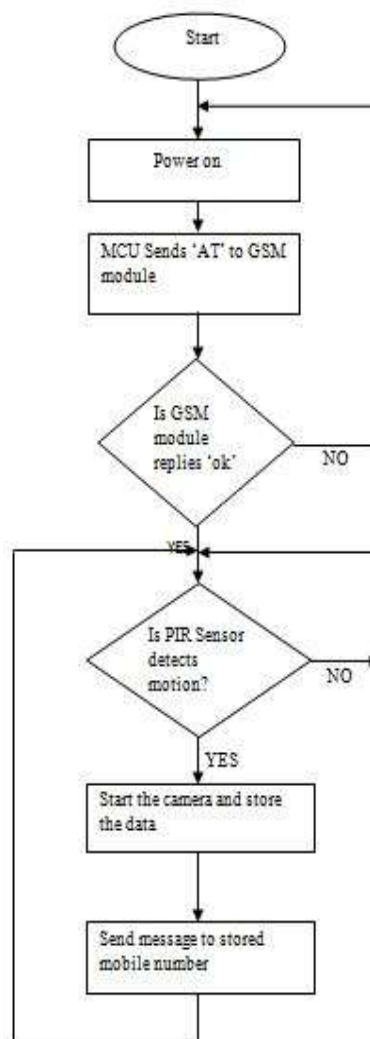 Start
Power on
MCU Sends ‘AT’ to GSM
module
Is GSM
module
replies ‘ok’
NO
YES
Is PIR Sensor
detects
motion?
NO
YES
Start the camera and store
the data
Send message to stored
mobile number